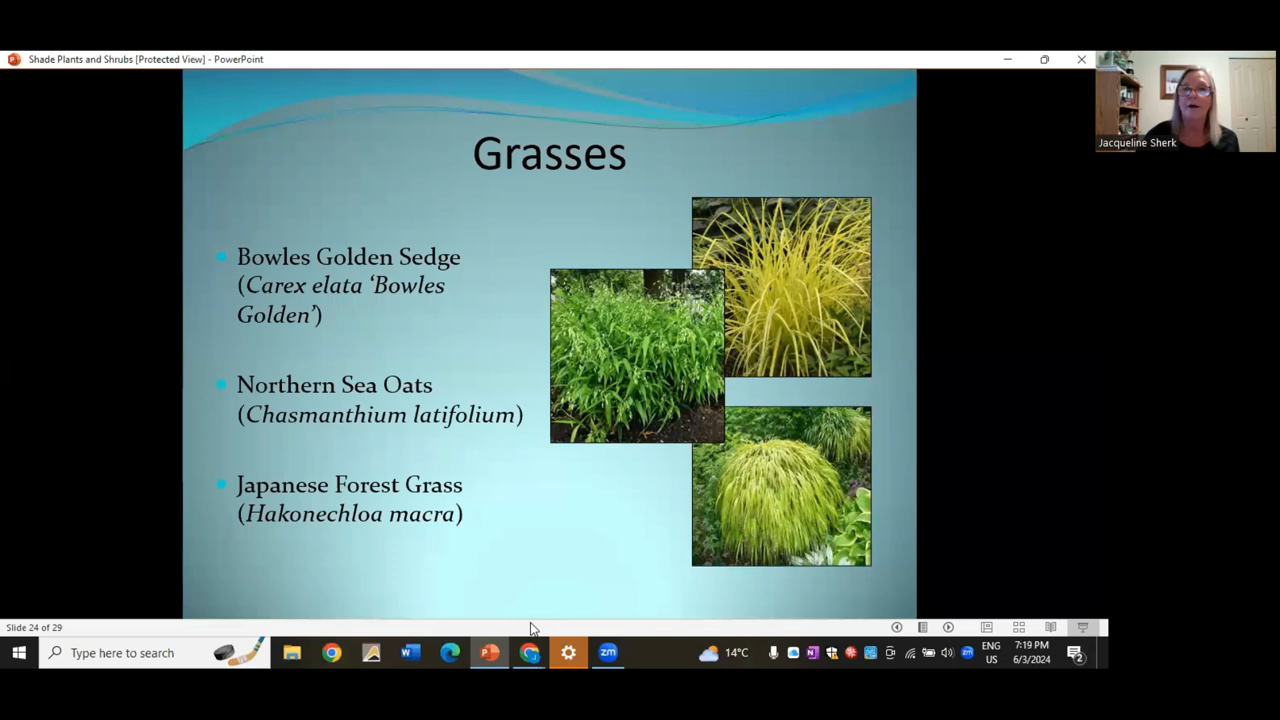 Shade Plants and Shrubs [Protected View] - PowerPoint
Jacqueline Sherk
Grasses
Bowles Golden Sedge
(Carex elata ‘Bowles
Golden’)
Northern Sea Oats
(Chasmanthium latifolium)
Japanese Forest Grass
(Hakonechloa macra)
Slide 24 of 29
Type here to search
zm
14°C
ENG
US
7:19 PM
6/3/2024
2